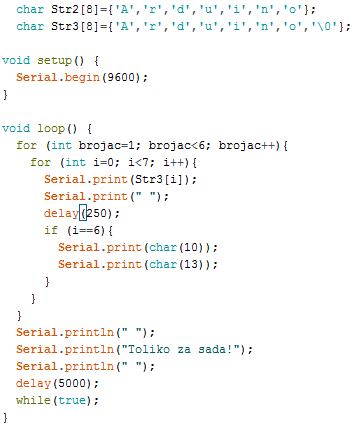 char Str2[8]={'A','r','d','u','i','n','o'};
char Str3[8]={'A','r','d','u','i','n','o','\0'};
void setup() {
Serial.begin(9600);
}
void loop() {
for (int brojac=1; brojac<6; brojac++){
for (int i=0; i<7; i++){
Serial.print(Str3[i]);
Serial.print(" ");
delay(250);
if (i==6){
Serial.print(char(10));
Serial.print(char(13));
}
}
}
Serial.println(" ");
Serial.println("Toliko za sada!");
Serial.println(" ");
delay(5000);
while(true);
}